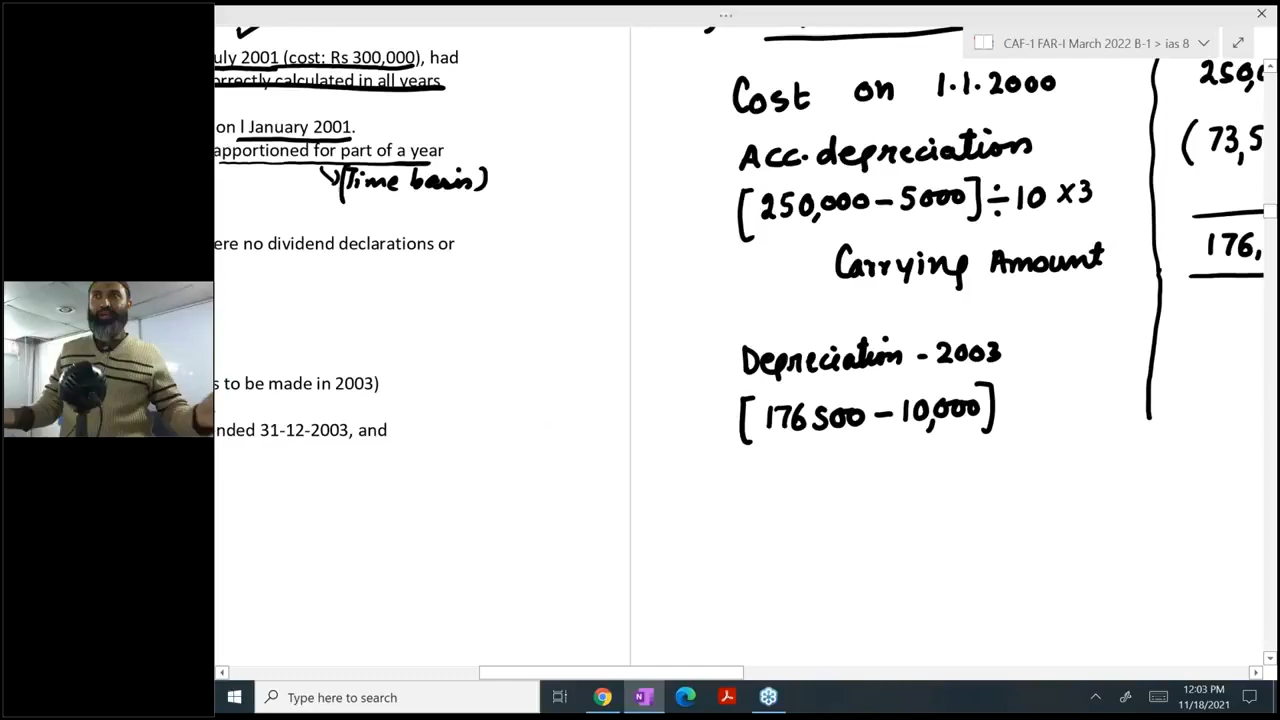 CAF-1 FAR-I March 2022 B-1 > ias 8
uly 2001 (cost: Rs 300,000), had
orrectly calculated in all years
on l January 2001.
apportioned for part of a year
(Time basis)
ere no dividend declarations or
s to be made in 2003)
nded 31-12-2003, and
Cost on 1.1.2000
250,0
Acc. depreciation
(73,5
[250,000 - 5000] ÷ 10 × 3
Carrying Amount
176,
Depreciation - 2003
[176 500 - 10,000]
Type here to search
12:03 PM
11/18/2021